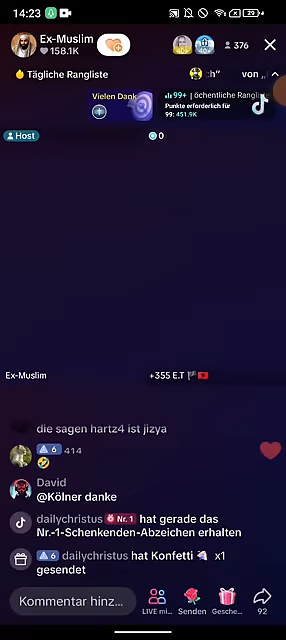 14:23
29
Ex-Muslim
158.1K
376
Tägliche Rangliste
von
Vielen Dank
99+ | öchentliche Rangli
Punkte erforderlich für
99: 451.9K
Host
0
Ex-Muslim
+355 E.T
die sagen hartz4 ist jizya
6 414
David
@Kölner danke
dailychristus Nr. 1 hat gerade das
Nr.-1-Schenkenden-Abzeichen erhalten
6 dailychristus hat Konfetti x1
gesendet
Kommentar hinz...
LIVE mi...
Senden
Gesche...
92